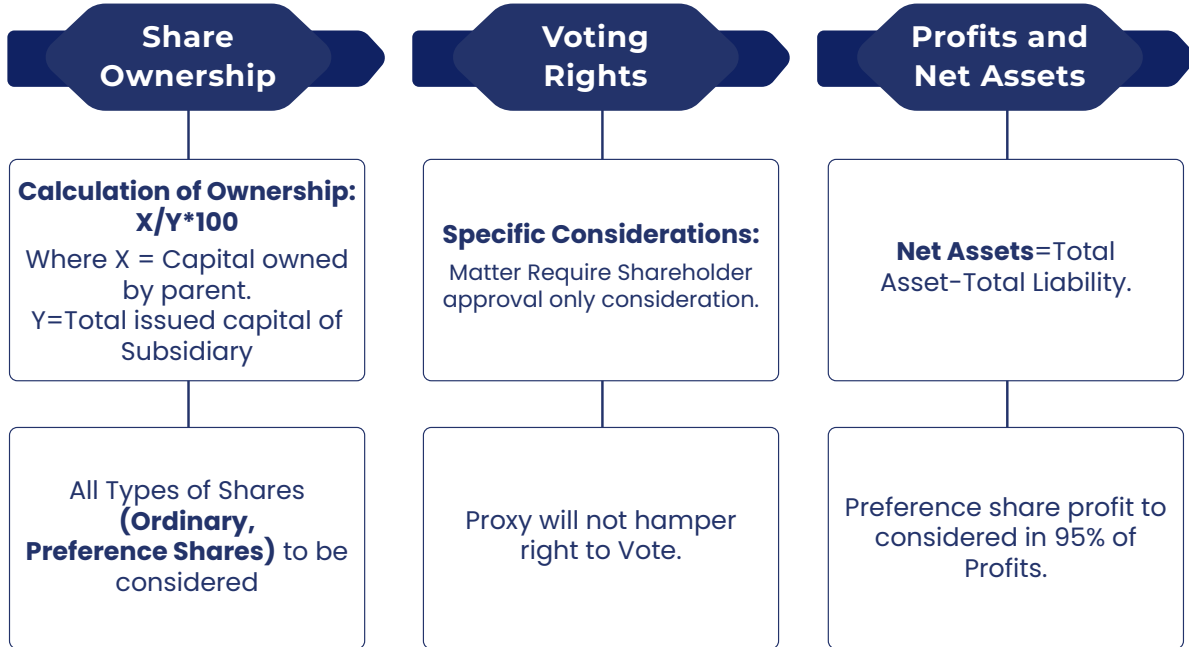 Share
Ownership
Calculation of Ownership:
X/Y*100
Where X = Capital owned
by parent.
Y=Total issued capital of
Subsidiary
All Types of Shares
(Ordinary,
Preference Shares) to be
considered
Voting
Rights
Specific Considerations:
Matter Require Shareholder
approval only consideration.
Proxy will not hamper
right to Vote.
Profits and
Net Assets
Net Assets=Total
Asset-Total Liability.
Preference share profit to
considered in 95% of
Profits.